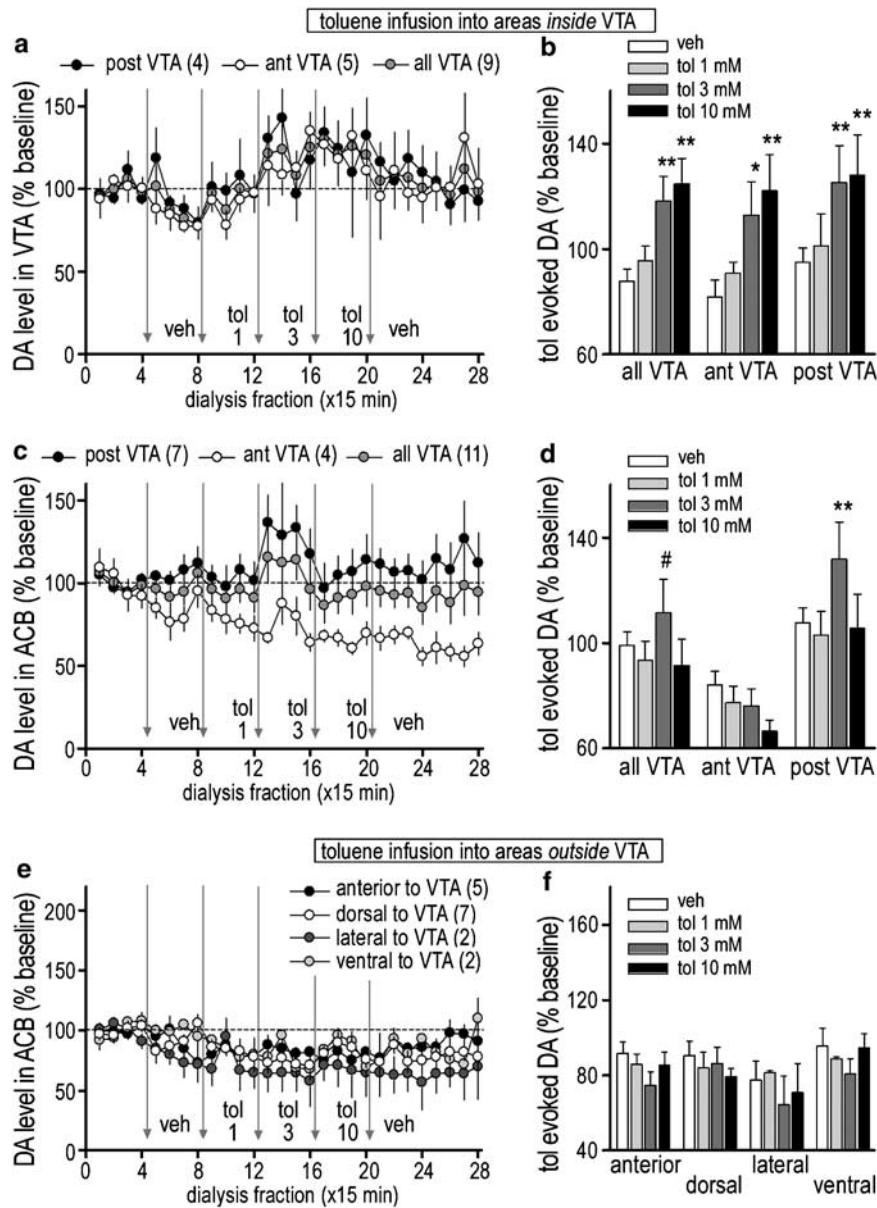 toluene infusion into areas inside VTA
a
post VTA (4) ant VTA (5) all VTA (9)
DA level in VTA (% baseline)
150
100
50
0
veh
tol 1
tol 3
tol 10
veh
0 4 8 12 16 20 24 28
dialysis fraction (x15 min)
b
veh
tol 1 mM
tol 3 mM
tol 10 mM
tol evoked DA (% baseline)
140
100
60
** ** * ** ** **
all VTA ant VTA post VTA
c
post VTA (7) ant VTA (4) all VTA (11)
DA level in ACB (% baseline)
150
100
50
0
veh
tol 1
tol 3
tol 10
veh
0 4 8 12 16 20 24 28
dialysis fraction (x15 min)
d
veh
tol 1 mM
tol 3 mM
tol 10 mM
tol evoked DA (% baseline)
140
100
60
# **
all VTA ant VTA post VTA
toluene infusion into areas outside VTA
e
anterior to VTA (5)
dorsal to VTA (7)
lateral to VTA (2)
ventral to VTA (2)
DA level in ACB (% baseline)
200
150
100
50
0
veh
tol 1
tol 3
tol 10
veh
0 4 8 12 16 20 24 28
dialysis fraction (x15 min)
f
veh
tol 1 mM
tol 3 mM
tol 10 mM
tol evoked DA (% baseline)
160
120
80
40
anterior dorsal lateral ventral